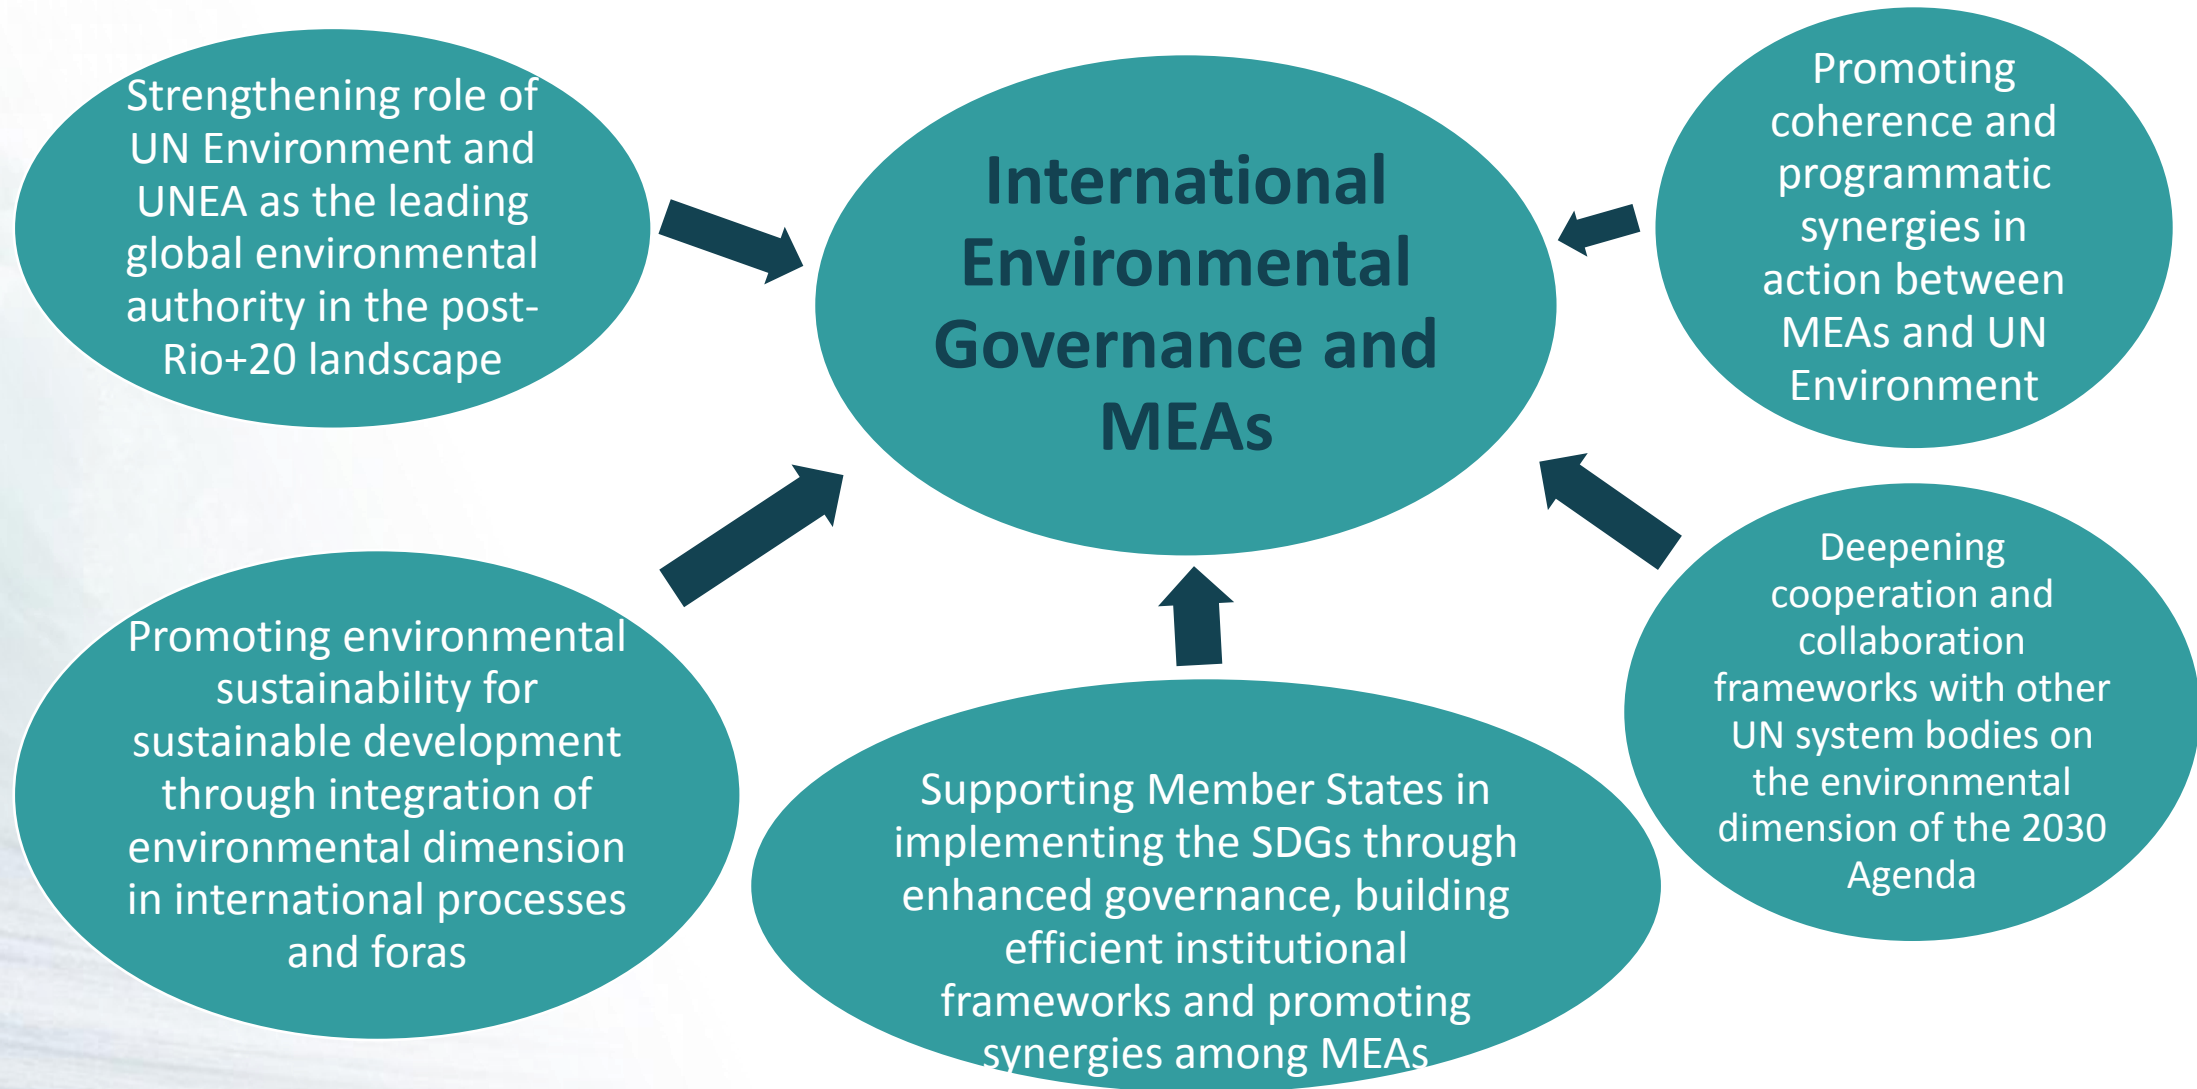 Strengthening role of
UN Environment and
UNEA as the leading
global environmental
authority in the post-
Rio+20 landscape
International
Environmental
Governance and
MEAs
Promoting
coherence and
programmatic
synergies in
action between
MEAs and UN
Environment
Promoting environmental
sustainability for
sustainable development
through integration of
environmental dimension
in international processes
and foras
Supporting Member States in
implementing the SDGs through
enhanced governance, building
efficient institutional
frameworks and promoting
synergies among MEAs
Deepening
cooperation and
collaboration
frameworks with other
UN system bodies on
the environmental
dimension of the 2030
Agenda